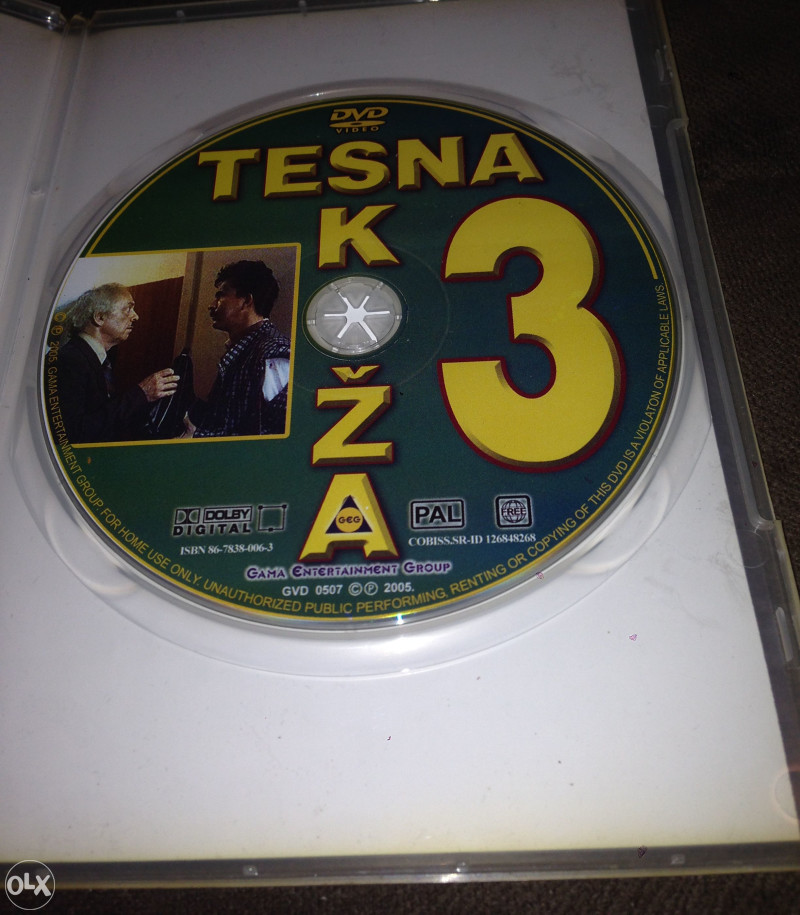 DVD
VIDEO
TESNA
KOŽA
3
DOLBY
DIGITAL
ISBN 86-7838-006-3
GEG
PAL
FREE
COBISS.SR-ID 126848268
GAMA ENTERTAINMENT GROUP
GVD 0507 © ℗ 2005.
© ℗ 2005. GAMA ENTERTAINMENT GROUP FOR HOME USE ONLY. UNAUTHORIZED PUBLIC PERFORMING, RENTING OR COPYING OF THIS DVD IS A VIOLATON OF APPLICABLE LAWS.
OLX